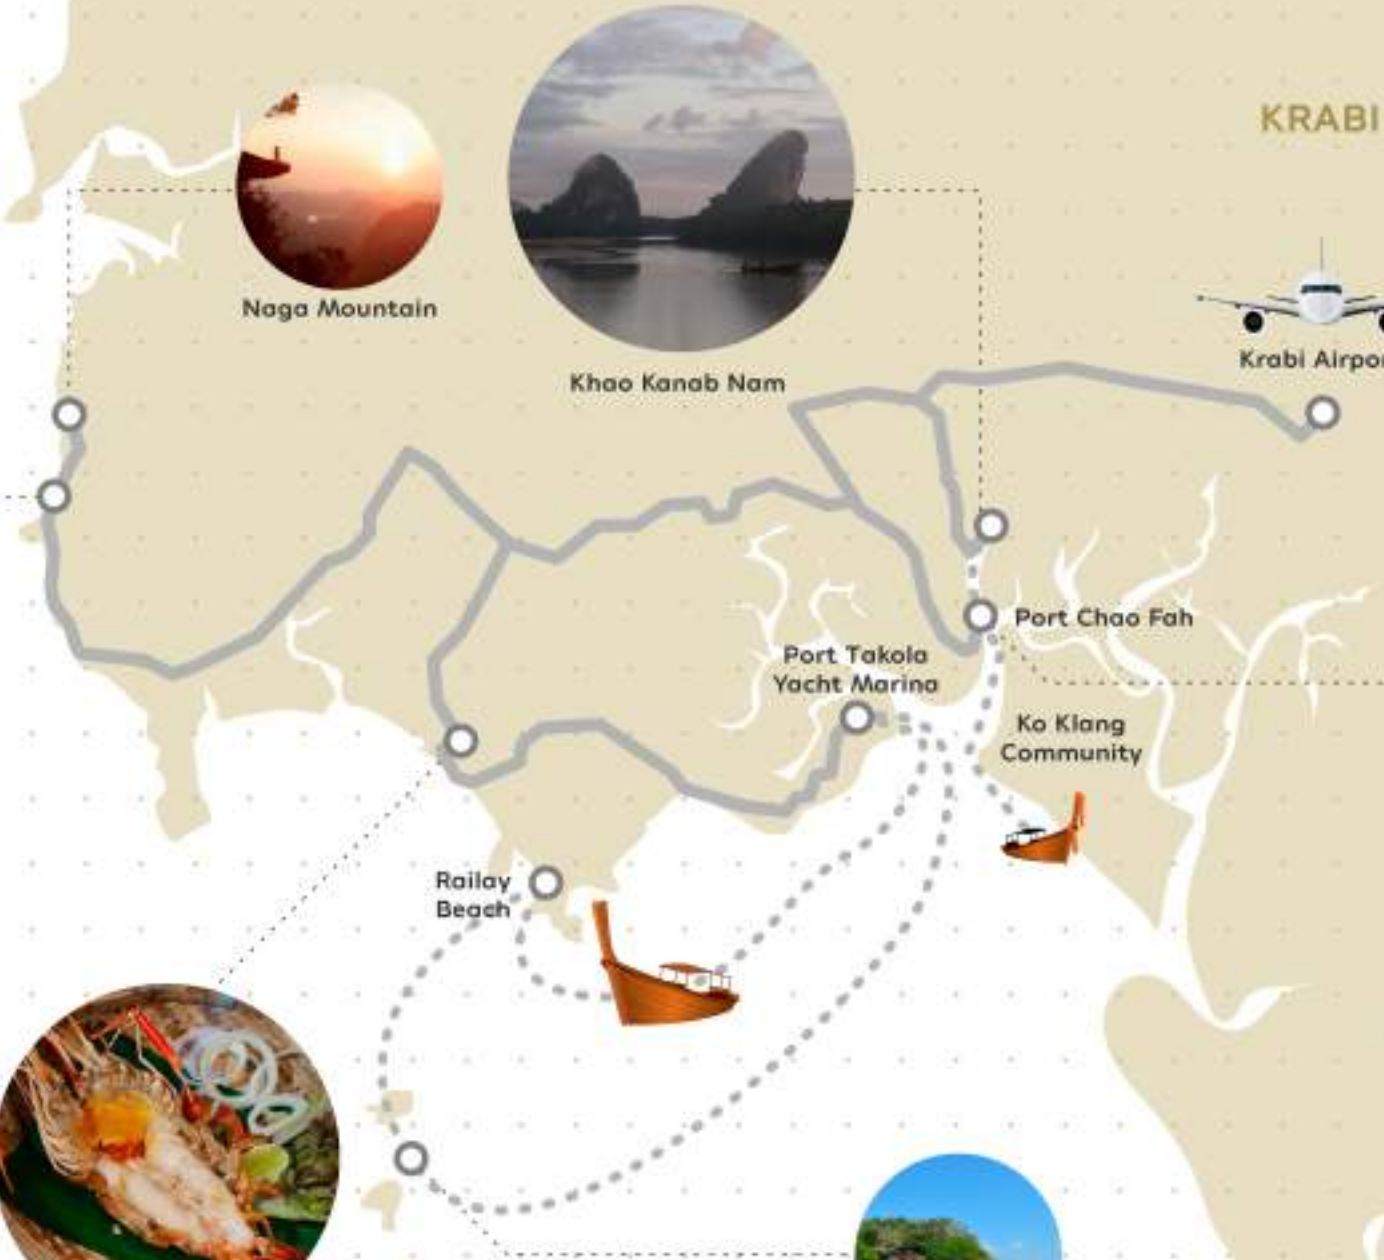 KRABI
Naga Mountain
Khao Kanab Nam
Krabi Airpor
Port Chao Fah
Port Takola
Yacht Marina
Ko Klang
Community
Railay
Beach